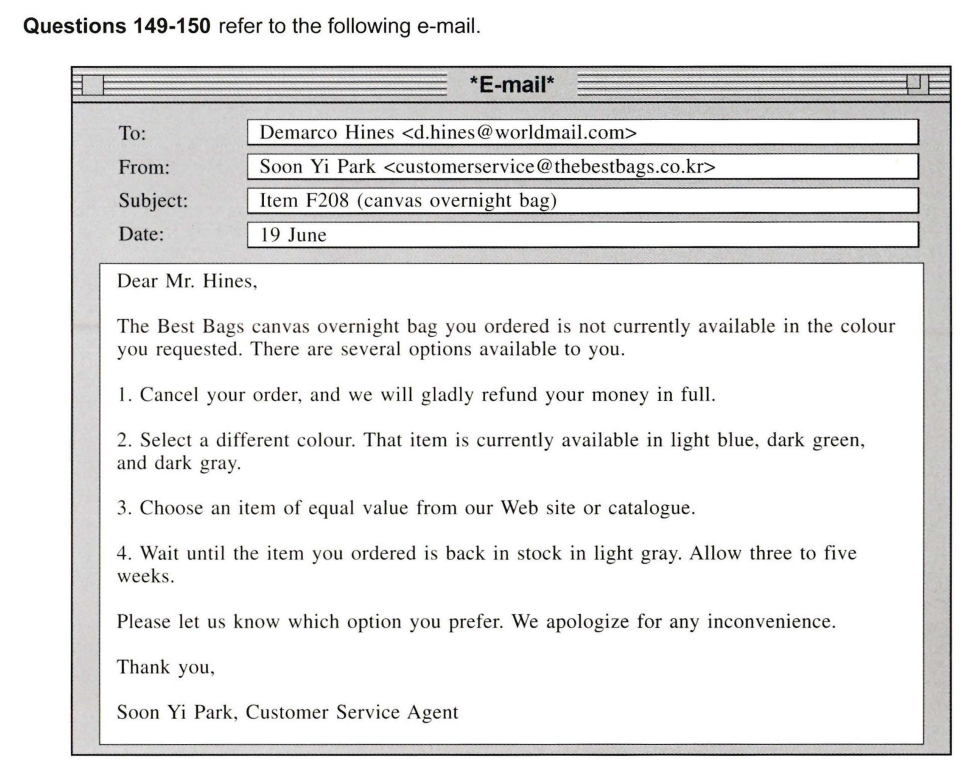 Questions 149-150 refer to the following e-mail.
*E-mail*
To: Demarco Hines <d.hines@worldmail.com>
From: Soon Yi Park <customerservice@thebestbags.co.kr>
Subject: Item F208 (canvas overnight bag)
Date: 19 June
Dear Mr. Hines,
The Best Bags canvas overnight bag you ordered is not currently available in the colour
you requested. There are several options available to you.
1. Cancel your order, and we will gladly refund your money in full.
2. Select a different colour. That item is currently available in light blue, dark green,
and dark gray.
3. Choose an item of equal value from our Web site or catalogue.
4. Wait until the item you ordered is back in stock in light gray. Allow three to five
weeks.
Please let us know which option you prefer. We apologize for any inconvenience.
Thank you,
Soon Yi Park, Customer Service Agent